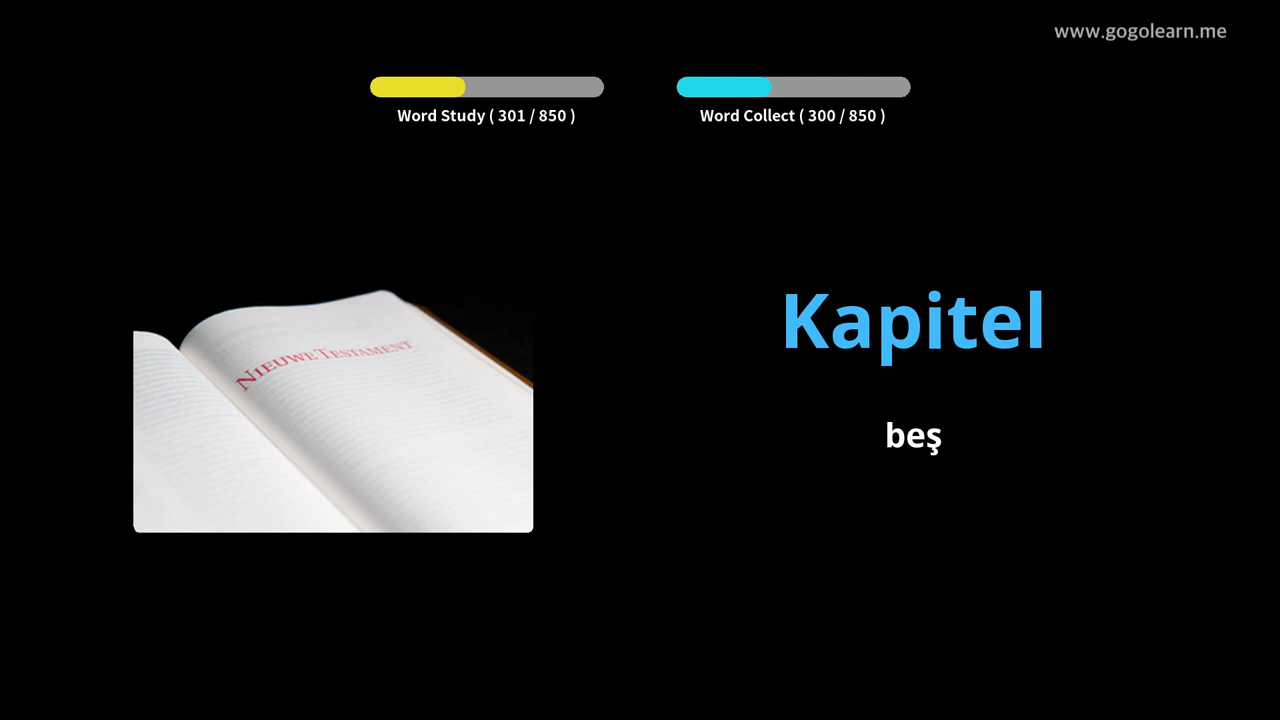 www.gogolearn.me
Word Study ( 301 / 850 )
Word Collect ( 300 / 850 )
NIEUWE TESTAMENT
Kapitel
beş